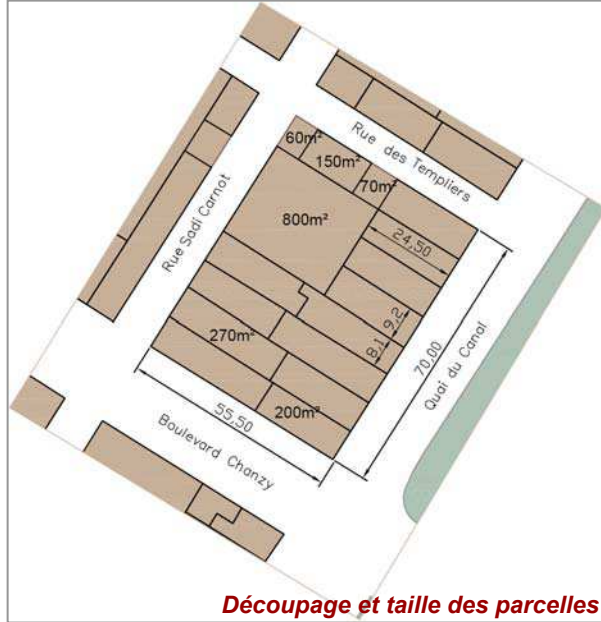 60m²
150m²
Rue des Templiers
70m²
800m²
24,50
Rue Sadi Carnot
9,2
8,1
70,00
Quai du Canal
270m²
200m²
55,50
Boulevard Chanzy
Découpage et taille des parcelles